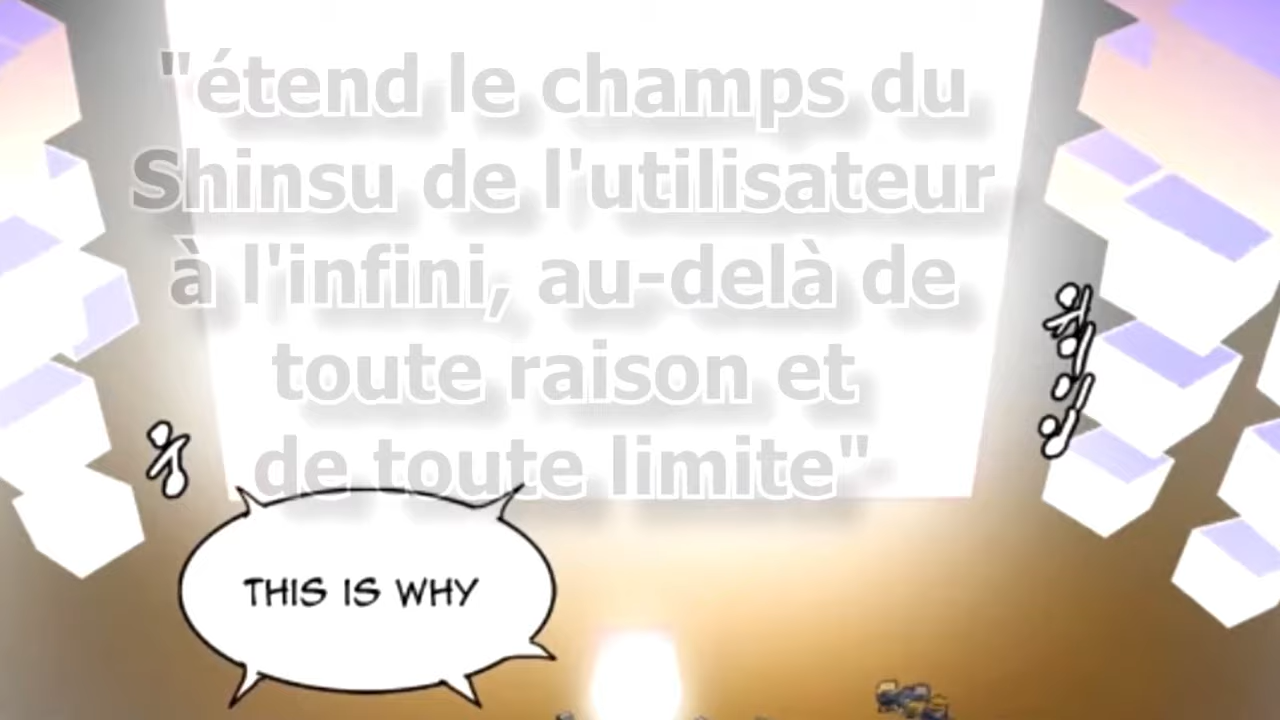 "étend le champs du
Shinsu de l'utilisateur
à l'infini, au-delà de
toute raison et
de toute limite"
THIS IS WHY